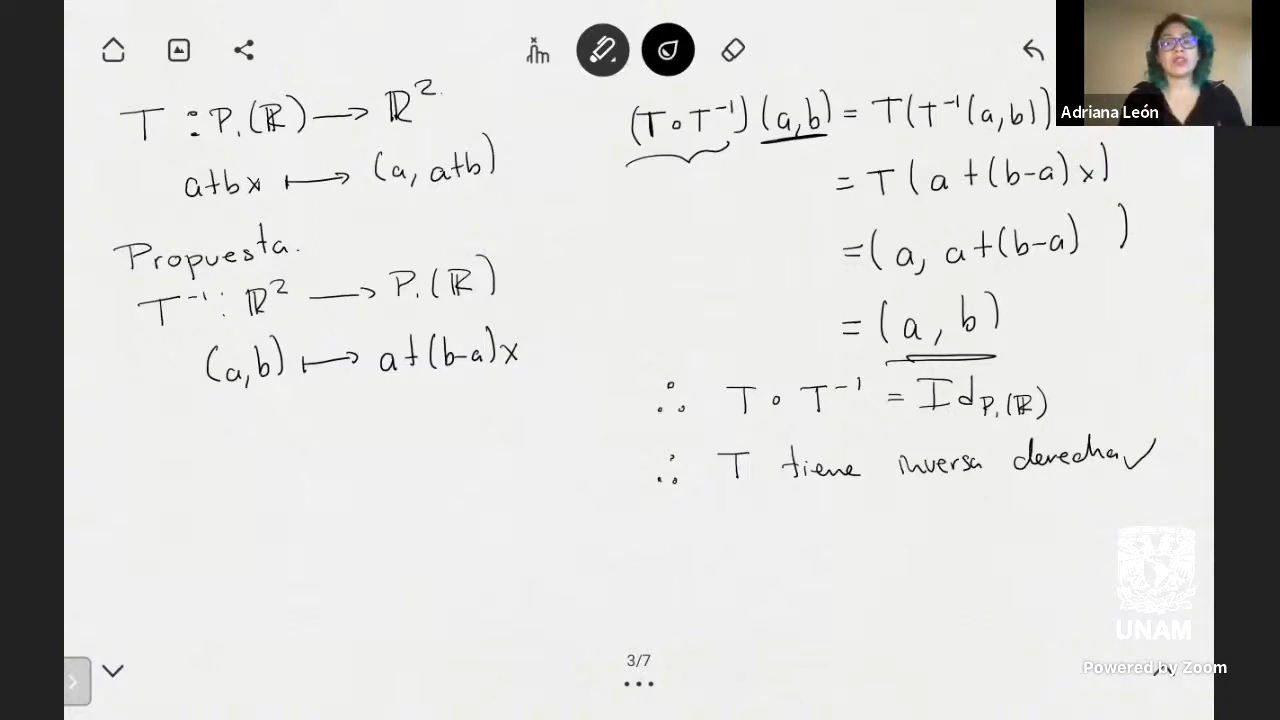 T : P₁(ℝ) ⟶ ℝ²
a+bx ⟼ (a, a+b)
Propuesta.
T⁻¹ : ℝ² ⟶ P₁(ℝ)
(a,b) ⟼ a+(b-a)x
(T∘T⁻¹)(a,b) = T(T⁻¹(a,b))
= T(a+(b-a)x)
=(a, a+(b-a) )
= (a, b)
∴ T∘T⁻¹ = Id_P₁(ℝ)
∴ T tiene inversa derecha✓
Adriana León
UNAM
Powered by Zoom
3/7